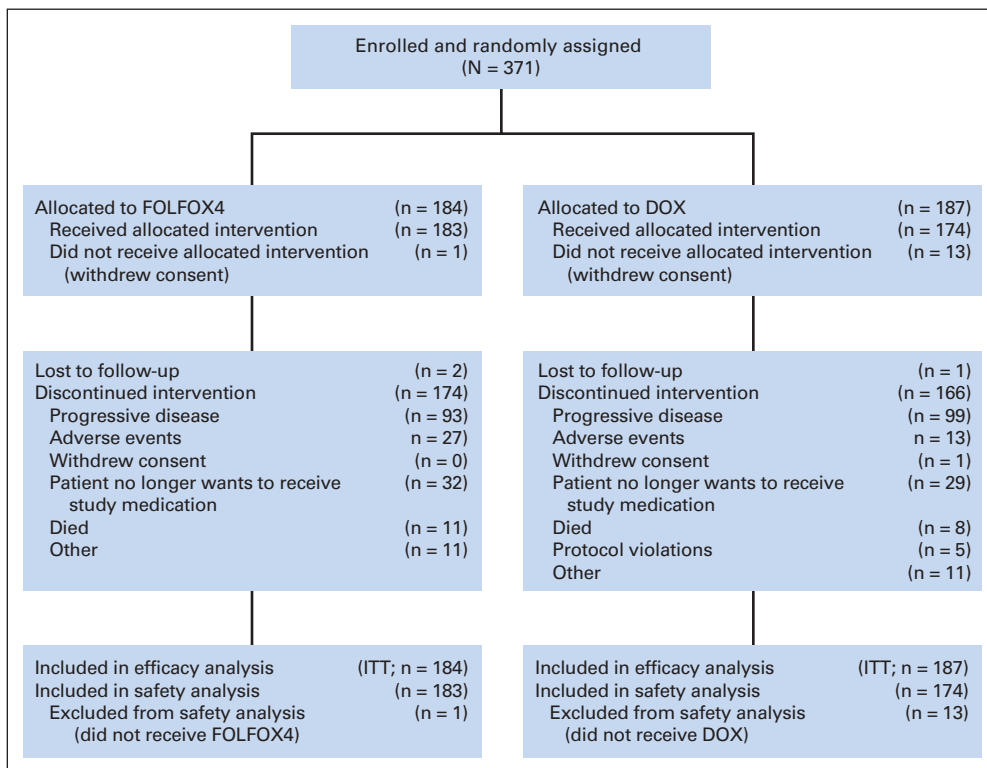 Enrolled and randomly assigned
(N = 371)
Allocated to FOLFOX4 (n = 184)
Received allocated intervention (n = 183)
Did not receive allocated intervention (n = 1)
(withdrew consent)
Allocated to DOX (n = 187)
Received allocated intervention (n = 174)
Did not receive allocated intervention (n = 13)
(withdrew consent)
Lost to follow-up (n = 2)
Discontinued intervention (n = 174)
Progressive disease (n = 93)
Adverse events n = 27)
Withdrew consent (n = 0)
Patient no longer wants to receive (n = 32)
study medication
Died (n = 11)
Other (n = 11)
Lost to follow-up (n = 1)
Discontinued intervention (n = 166)
Progressive disease (n = 99)
Adverse events n = 13)
Withdrew consent (n = 1)
Patient no longer wants to receive (n = 29)
study medication
Died (n = 8)
Protocol violations (n = 5)
Other (n = 11)
Included in efficacy analysis (ITT; n = 184)
Included in safety analysis (n = 183)
Excluded from safety analysis (n = 1)
(did not receive FOLFOX4)
Included in efficacy analysis (ITT; n = 187)
Included in safety analysis (n = 174)
Excluded from safety analysis (n = 13)
(did not receive DOX)